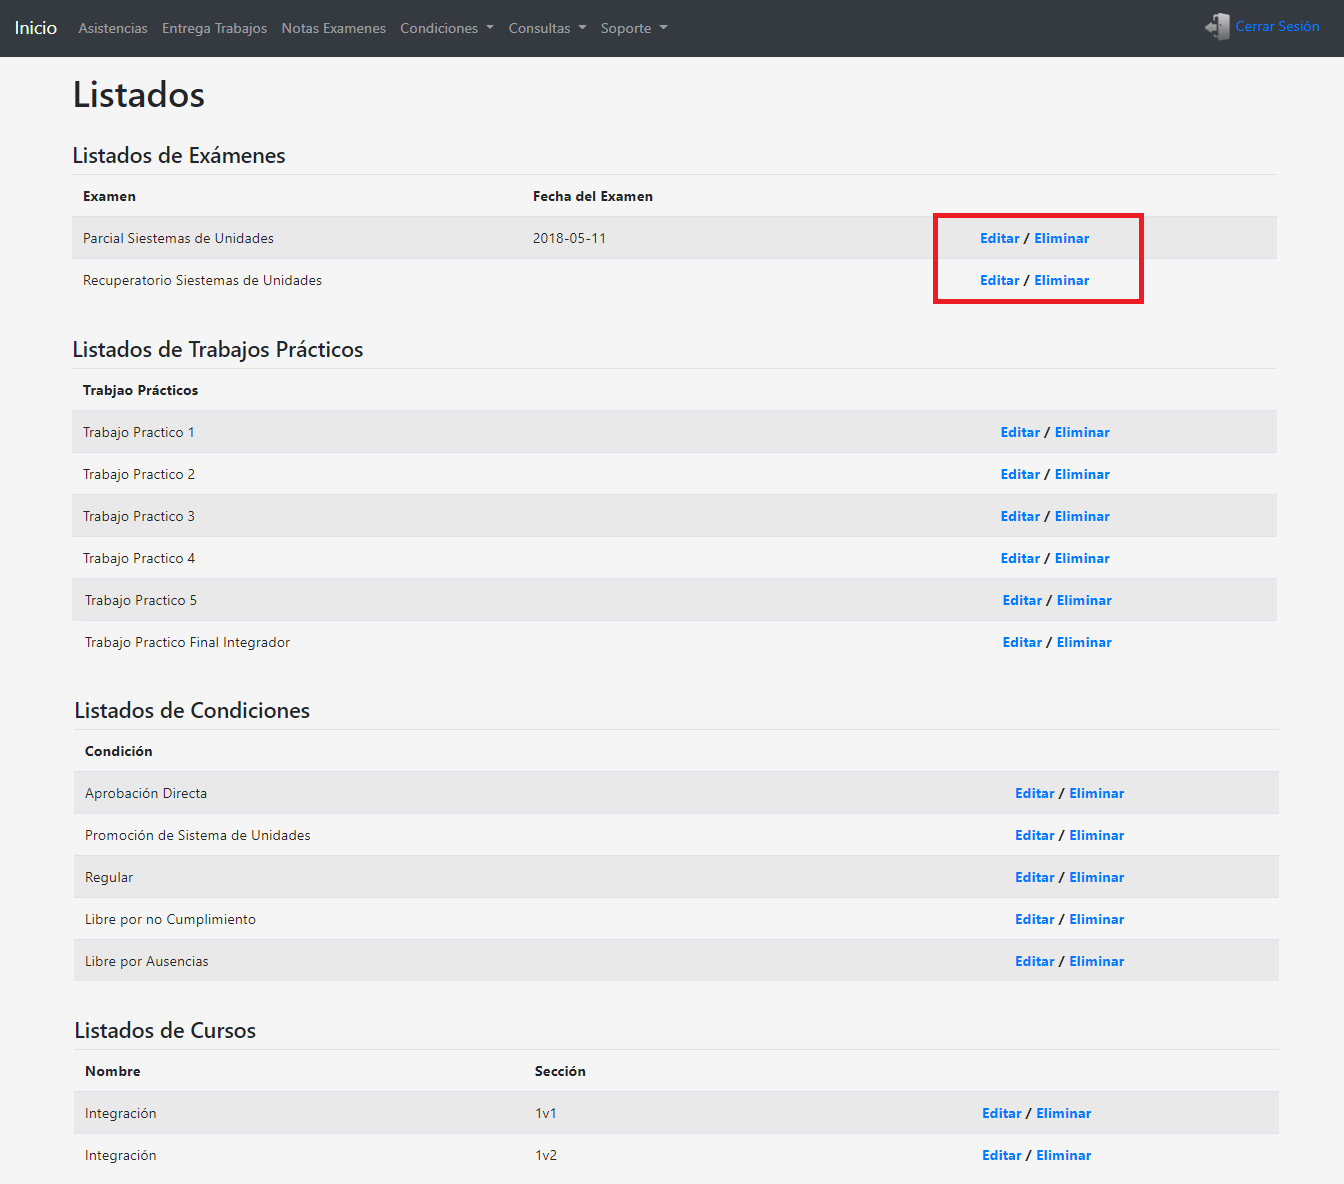 Inicio Asistencias Entrega Trabajos Notas Examenes Condiciones Consultas Soporte Cerrar Sesión
Listados
Listados de Exámenes
Examen Fecha del Examen
Parcial Siestemas de Unidades 2018-05-11 Editar / Eliminar
Recuperatorio Siestemas de Unidades Editar / Eliminar
Listados de Trabajos Prácticos
Trabjao Prácticos
Trabajo Practico 1 Editar / Eliminar
Trabajo Practico 2 Editar / Eliminar
Trabajo Practico 3 Editar / Eliminar
Trabajo Practico 4 Editar / Eliminar
Trabajo Practico 5 Editar / Eliminar
Trabajo Practico Final Integrador Editar / Eliminar
Listados de Condiciones
Condición
Aprobación Directa Editar / Eliminar
Promoción de Sistema de Unidades Editar / Eliminar
Regular Editar / Eliminar
Libre por no Cumplimiento Editar / Eliminar
Libre por Ausencias Editar / Eliminar
Listados de Cursos
Nombre Sección
Integración 1v1 Editar / Eliminar
Integración 1v2 Editar / Eliminar